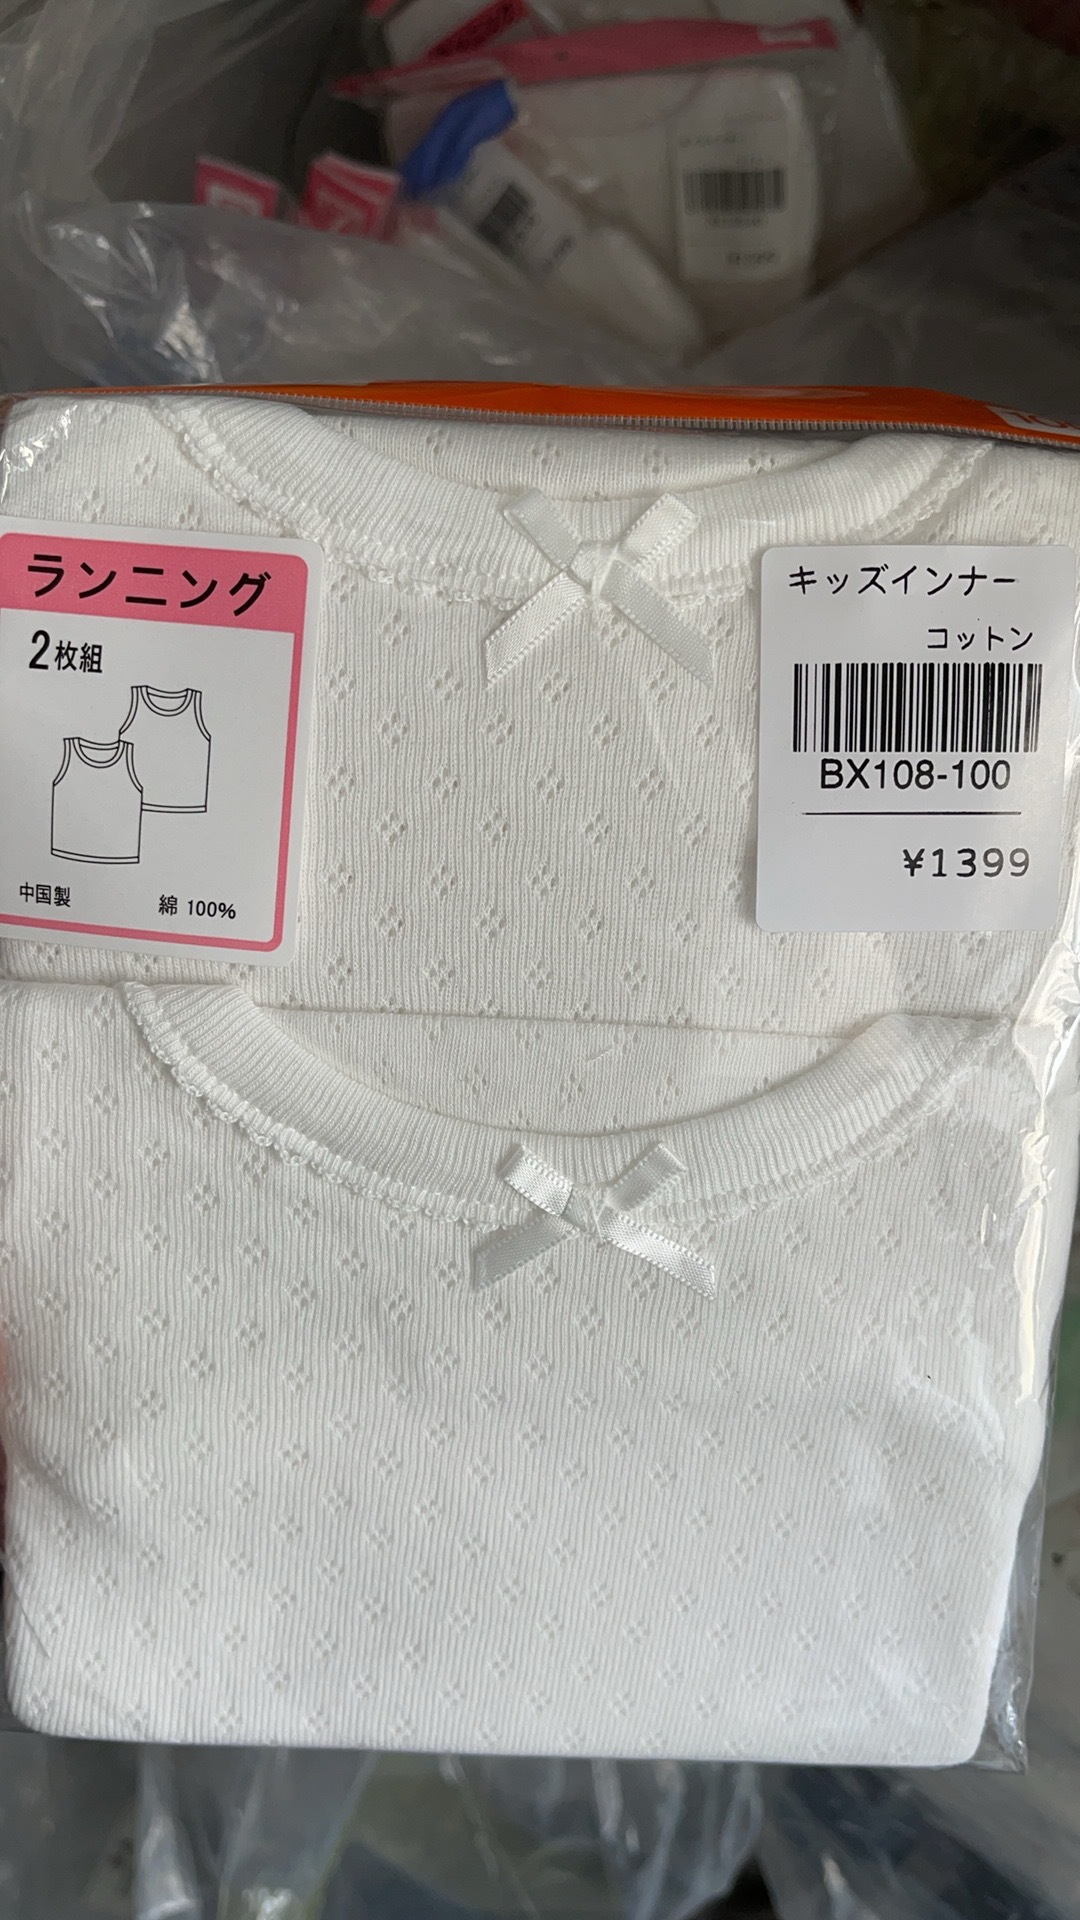 ランニング
2枚組
中国製
綿 100%
キッズインナー
コットン
BX108-100
¥1399